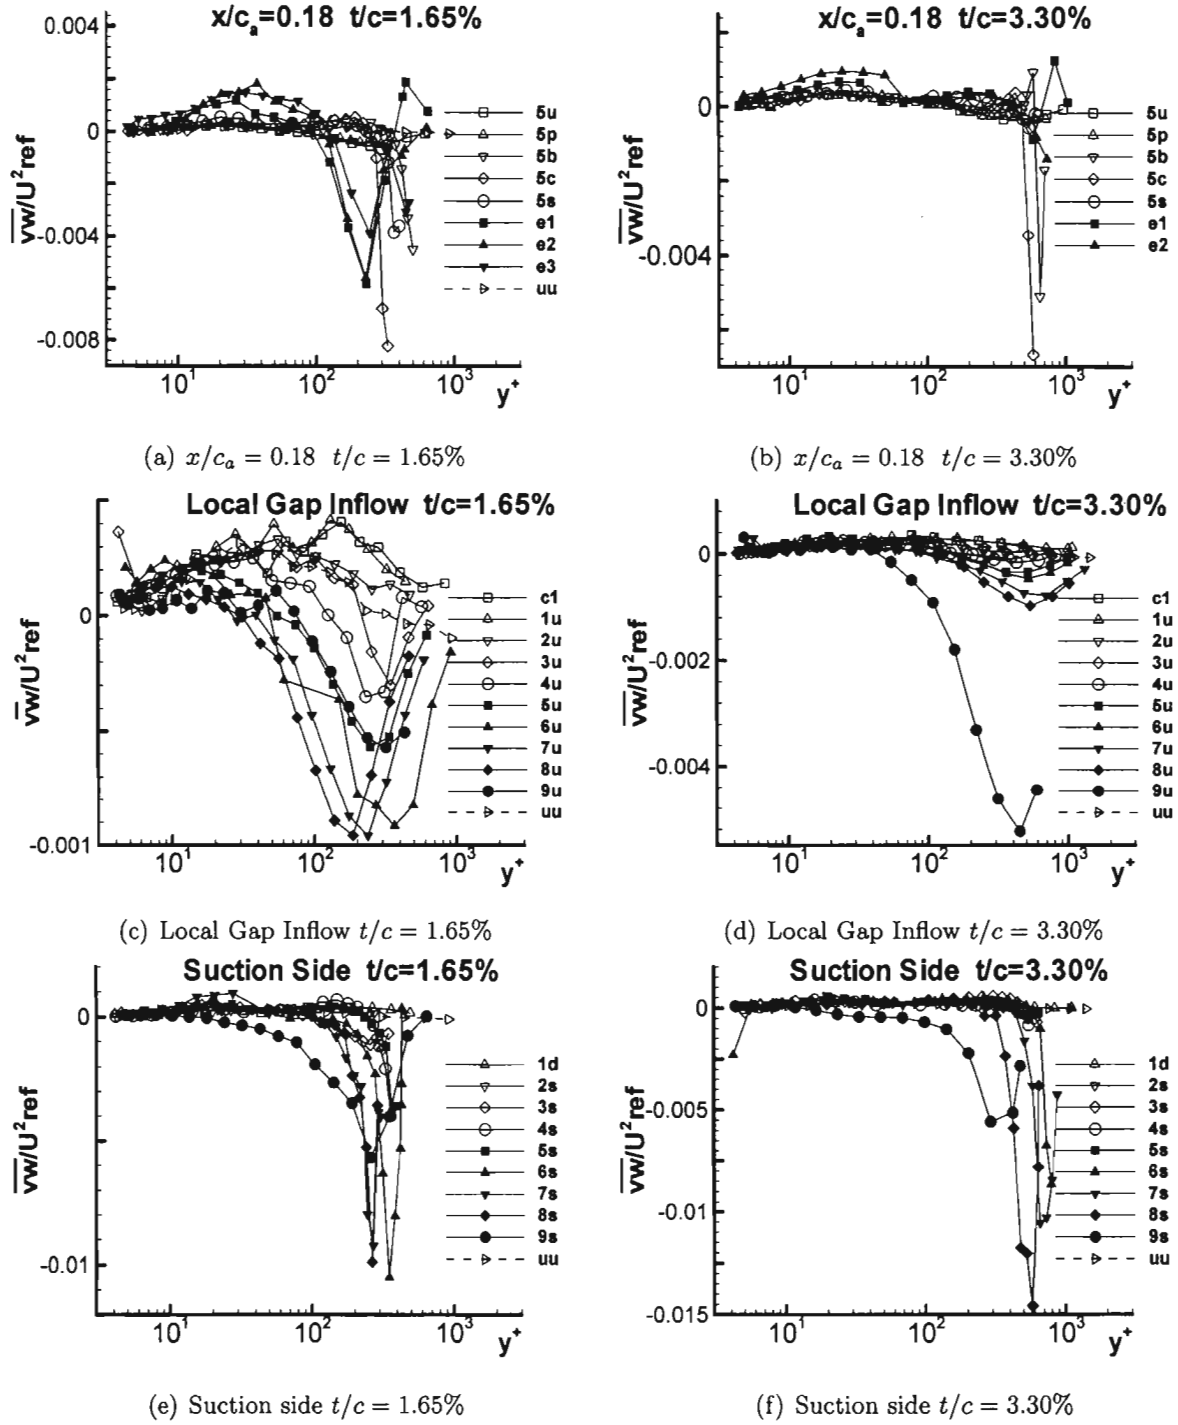 x/cₐ=0.18 t/c=1.65%
0.004
0
-0.004
-0.008
v̅w̅/U²ref
10¹
10²
10³
y⁺
5u
5p
5b
5c
5s
e1
e2
e3
uu
(a) x/cₐ = 0.18 t/c = 1.65%
x/cₐ=0.18 t/c=3.30%
0
-0.004
v̅w̅/U²ref
10¹
10²
10³
y⁺
5u
5p
5b
5c
5s
e1
e2
(b) x/cₐ = 0.18 t/c = 3.30%
Local Gap Inflow t/c=1.65%
0
-0.001
v̅w/U²ref
10¹
10²
10³
y⁺
c1
1u
2u
3u
4u
5u
6u
7u
8u
9u
uu
(c) Local Gap Inflow t/c = 1.65%
Local Gap Inflow t/c=3.30%
0
-0.002
-0.004
v̅w̅/U²ref
10¹
10²
10³
y⁺
c1
1u
2u
3u
4u
5u
6u
7u
8u
9u
uu
(d) Local Gap Inflow t/c = 3.30%
Suction Side t/c=1.65%
0
-0.01
v̅w̅/U²ref
10¹
10²
10³
y⁺
1d
2s
3s
4s
5s
6s
7s
8s
9s
uu
(e) Suction side t/c = 1.65%
Suction Side t/c=3.30%
0
-0.005
-0.01
-0.015
v̅w̅/U²ref
10¹
10²
10³
y⁺
1d
2s
3s
4s
5s
6s
7s
8s
9s
uu
(f) Suction side t/c = 3.30%